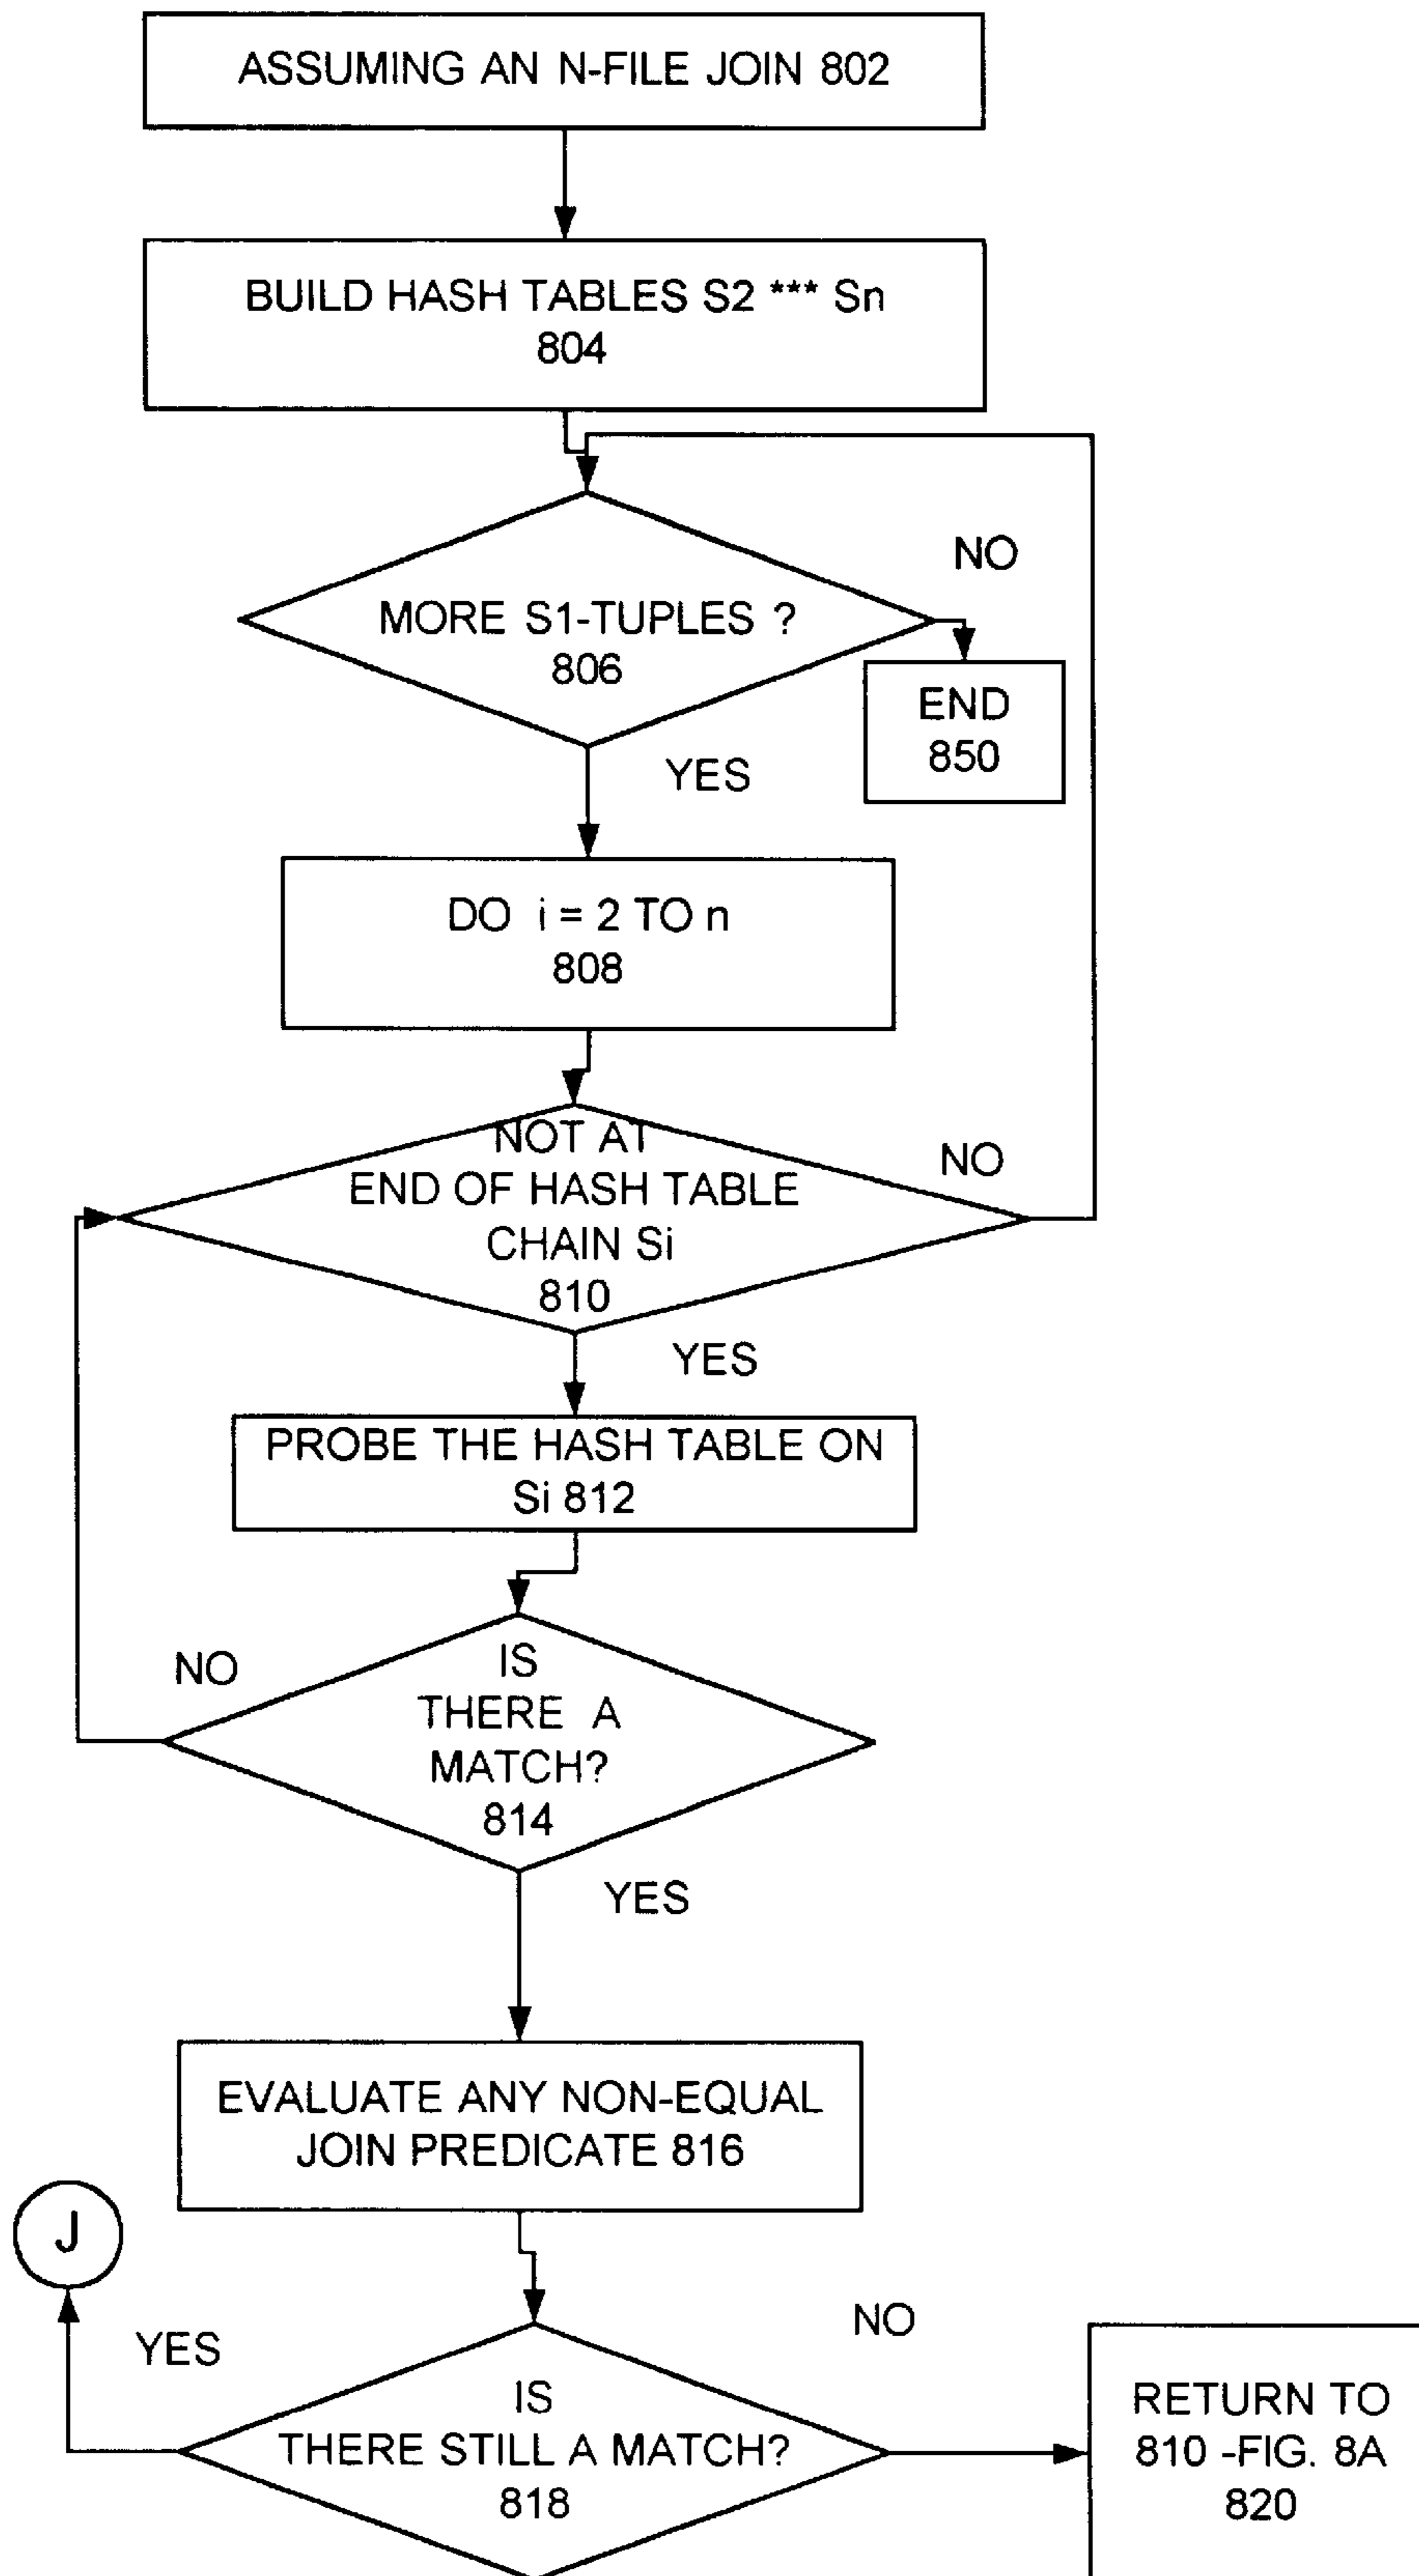 ASSUMING AN N-FILE JOIN 802
BUILD HASH TABLES S2 *** Sn
804
NO
MORE S1-TUPLES ?
806
END
850
YES
DO i = 2 TO n
808
NOT AT
END OF HASH TABLE
CHAIN Si
810
NO
YES
PROBE THE HASH TABLE ON
Si 812
NO
IS
THERE A
MATCH?
814
YES
EVALUATE ANY NON-EQUAL
JOIN PREDICATE 816
J
YES
NO
IS
THERE STILL A MATCH?
818
RETURN TO
810 -FIG. 8A
820